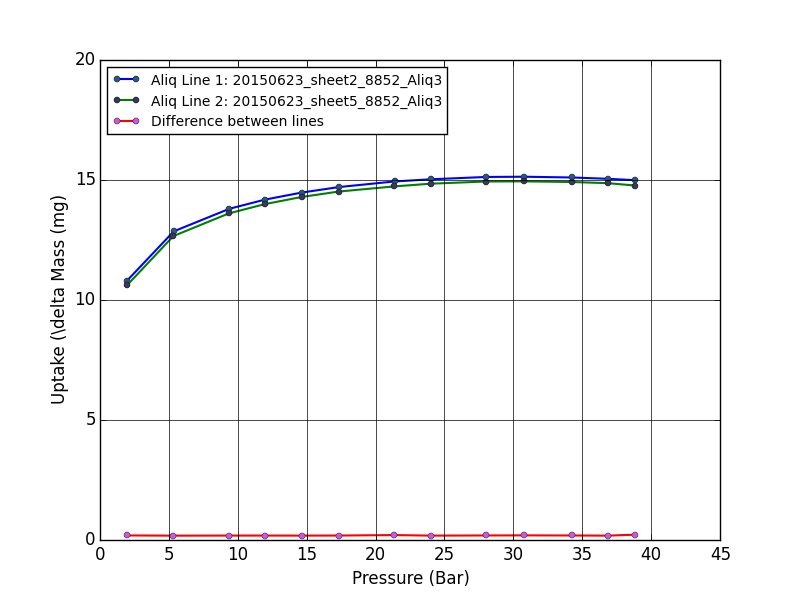 Aliq Line 1: 20150623_sheet2_8852_Aliq3
Aliq Line 2: 20150623_sheet5_8852_Aliq3
Difference between lines
Uptake (\delta Mass (mg)
20
15
10
5
0
0 5 10 15 20 25 30 35 40 45
Pressure (Bar)